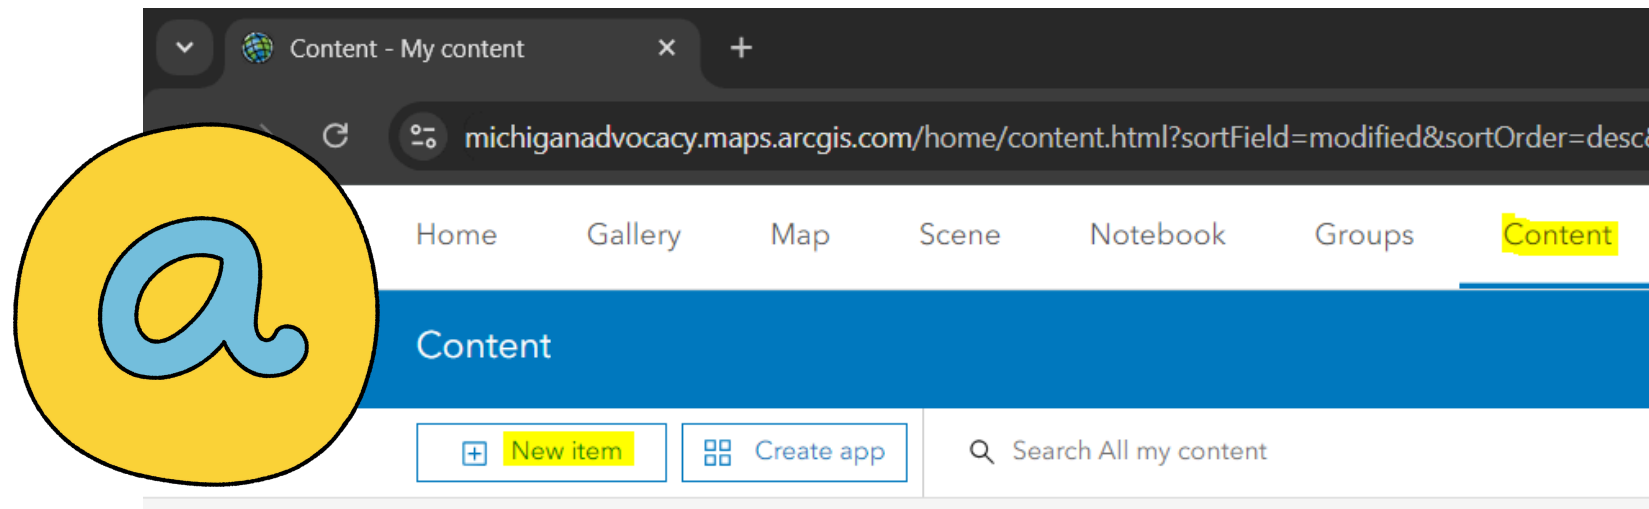 Content - My content
michiganadvocacy.maps.arcgis.com/home/content.html?sortField=modified&sortOrder=desc&
Home Gallery Map Scene Notebook Groups Content
a
Content
New item Create app Search All my content